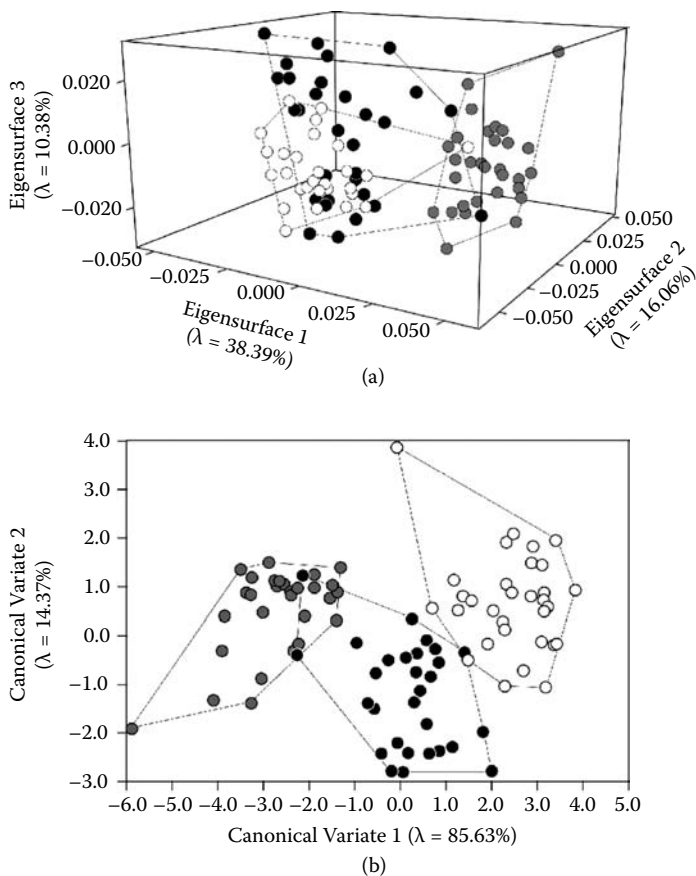 0.020
0.000
−0.020
Eigensurface 3
(λ = 10.38%)
−0.050
−0.025
0.000
0.025
0.050
Eigensurface 1
(λ = 38.39%)
0.050
0.025
0.000
−0.025
−0.050
Eigensurface 2
(λ = 16.06%)
(a)
4.0
3.0
2.0
1.0
0.0
−1.0
−2.0
−3.0
Canonical Variate 2
(λ = 14.37%)
−6.0 −5.0 −4.0 −3.0 −2.0 −1.0 0.0 1.0 2.0 3.0 4.0 5.0
Canonical Variate 1 (λ = 85.63%)
(b)